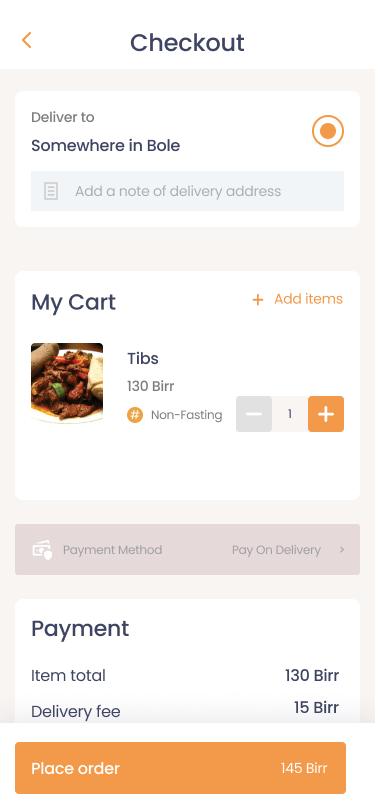 Checkout
Deliver to
Somewhere in Bole
Add a note of delivery address
My Cart
+ Add items
Tibs
130 Birr
# Non-Fasting
− 1 +
Payment Method Pay On Delivery >
Payment
Item total 130 Birr
Delivery fee 15 Birr
Place order 145 Birr